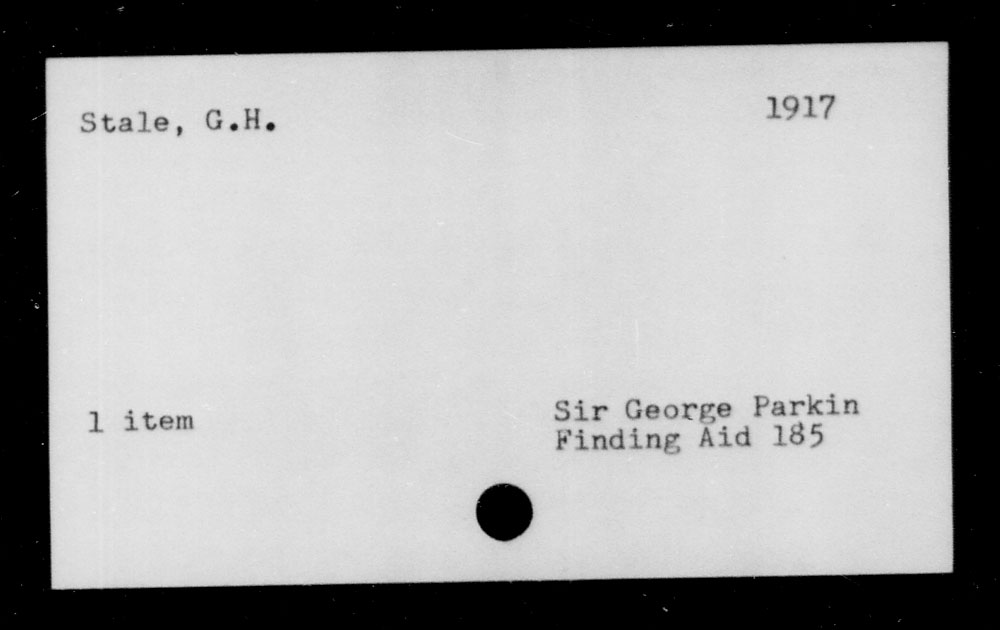 Stale, G.H.
1917
1 item
Sir George Parkin
Finding Aid 185